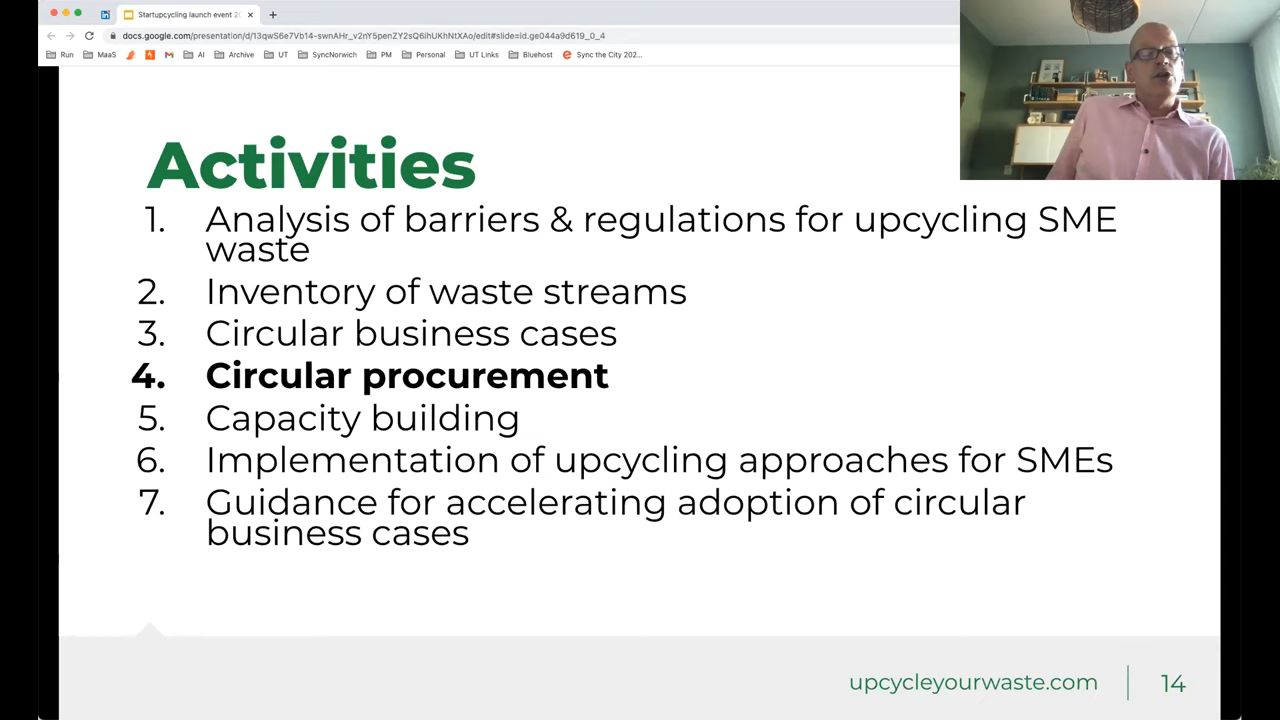 Startupcycling launch event 20
docs.google.com/presentation/d/13qwS6e7Vb14-swnAHr_v2nY5penZY2sQ6ihUKhNtXAo/edit#slide=id.ge044a9d619_0_4
Run MaaS AI Archive UT SyncNorwich PM Personal UT Links Bluehost Sync the City 202...
Activities
1. Analysis of barriers & regulations for upcycling SME
waste
2. Inventory of waste streams
3. Circular business cases
4. Circular procurement
5. Capacity building
6. Implementation of upcycling approaches for SMEs
7. Guidance for accelerating adoption of circular
business cases
upcycleyourwaste.com 14